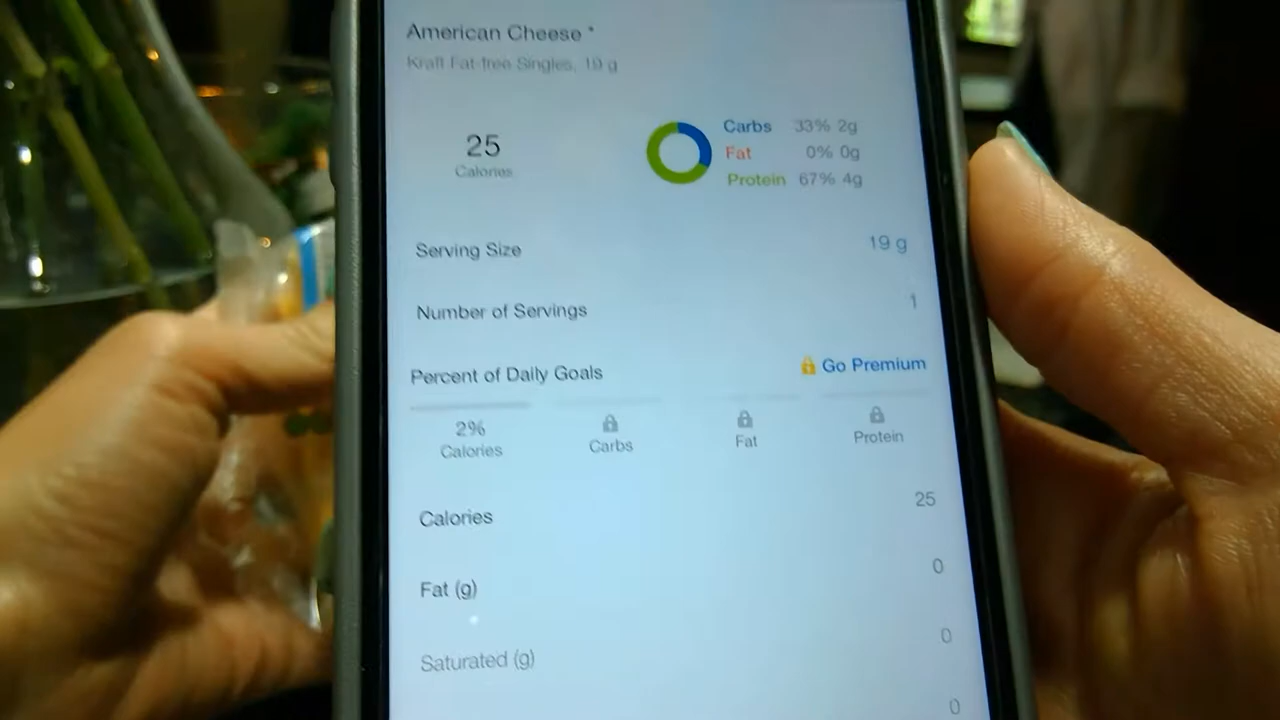 American Cheese *
Kraft Fat-free Singles, 19 g
25
Calories
Carbs 33% 2g
Fat 0% 0g
Protein 67% 4g
Serving Size 19 g
Number of Servings 1
Percent of Daily Goals Go Premium
2%
Calories
Carbs
Fat
Protein
Calories 25
Fat (g) 0
Saturated (g) 0
0